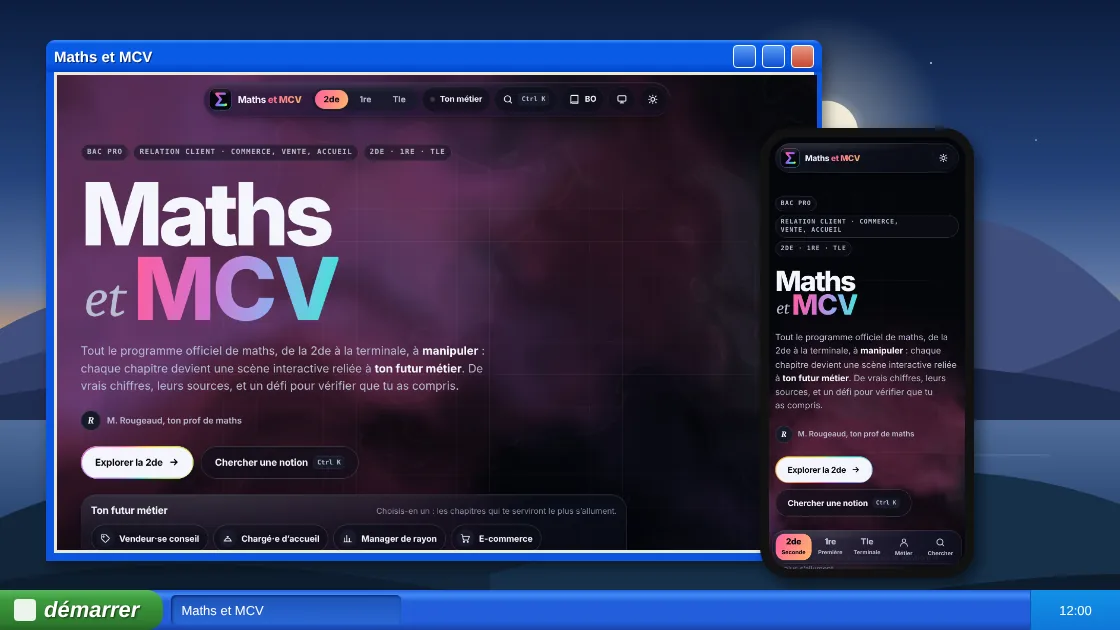 Maths et MCV
Maths et MCV 2de 1re Tle Ton métier Ctrl K BO
BAC PRO RELATION CLIENT · COMMERCE, VENTE, ACCUEIL 2DE · 1RE · TLE
Maths
et MCV
Tout le programme officiel de maths, de la 2de à la terminale, à manipuler :
chaque chapitre devient une scène interactive reliée à ton futur métier. De
vrais chiffres, leurs sources, et un défi pour vérifier que tu as compris.
R M. Rougeaud, ton prof de maths
Explorer la 2de → Chercher une notion Ctrl K
Ton futur métier Choisis-en un : les chapitres qui te serviront le plus s'allument.
Vendeur·se conseil Chargé·e d'accueil Manager de rayon E-commerce
Maths et MCV
BAC PRO
RELATION CLIENT · COMMERCE,
VENTE, ACCUEIL
2DE · 1RE · TLE
Maths
et MCV
Tout le programme officiel de maths, de la
2de à la terminale, à manipuler : chaque
chapitre devient une scène interactive reliée
à ton futur métier. De vrais chiffres, leurs
sources, et un défi pour vérifier que tu
as compris.
R M. Rougeaud, ton prof de maths
Explorer la 2de →
Chercher une notion Ctrl K
2de 1re Tle
Seconde Première Terminale Métier Chercher
démarrer Maths et MCV 12:00